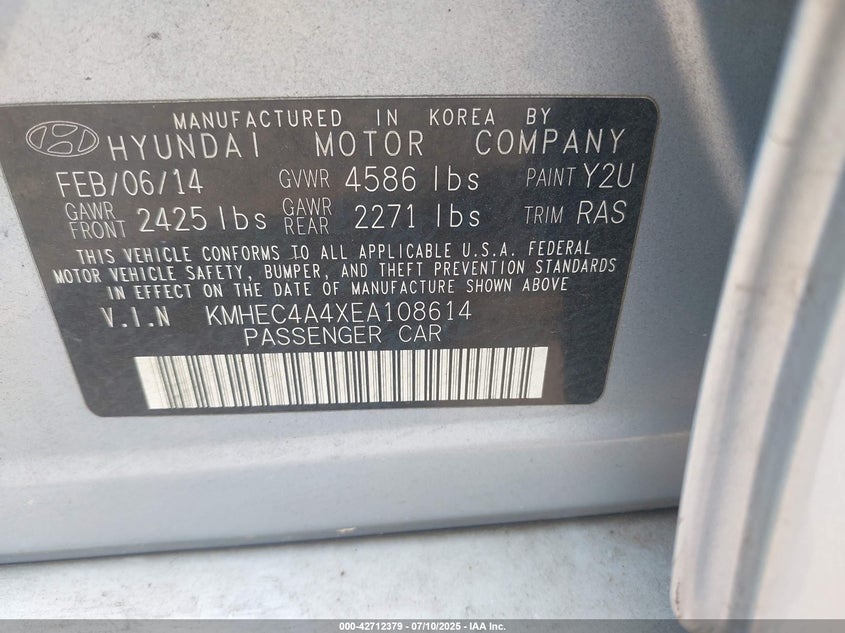 MANUFACTURED IN KOREA BY
HYUNDAI MOTOR COMPANY
FEB/06/14 GVWR 4586 lbs PAINT Y2U
GAWR FRONT 2425 lbs GAWR REAR 2271 lbs TRIM RAS
THIS VEHICLE CONFORMS TO ALL APPLICABLE U.S.A. FEDERAL
MOTOR VEHICLE SAFETY, BUMPER, AND THEFT PREVENTION STANDARDS
IN EFFECT ON THE DATE OF MANUFACTURE SHOWN ABOVE
V.I.N KMHEC4A4XEA108614
PASSENGER CAR
000-42712379 - 07/10/2025 - IAA Inc.